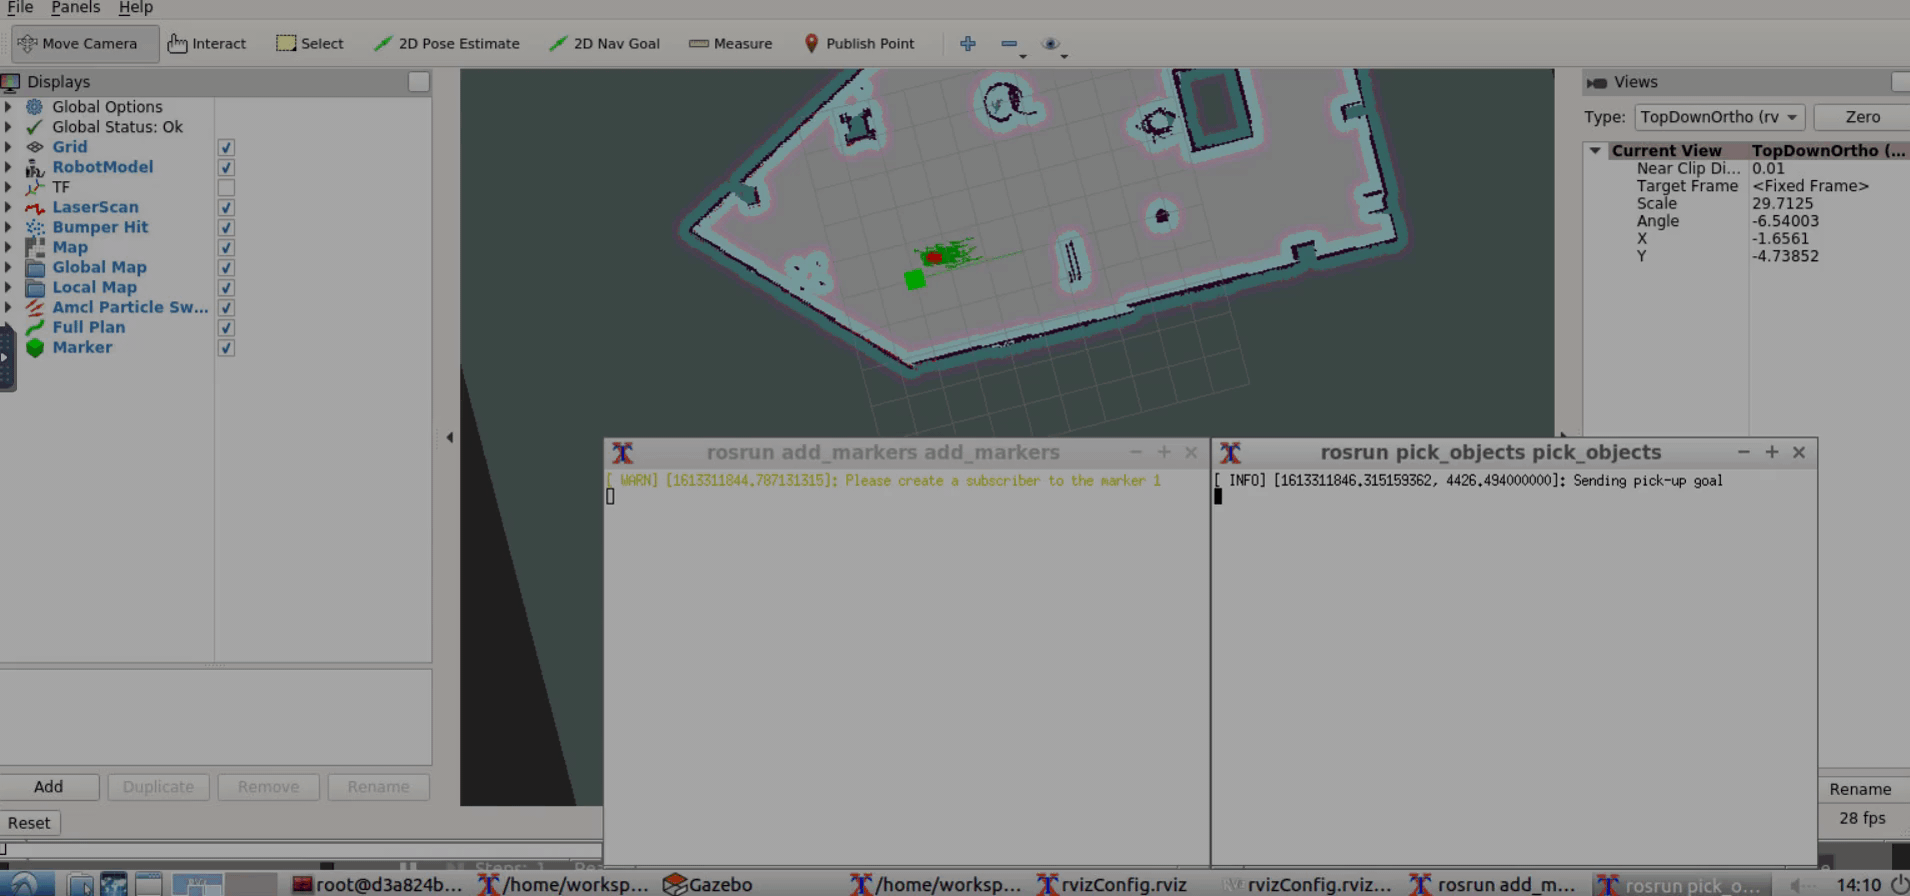 File Panels Help
Move Camera Interact Select 2D Pose Estimate 2D Nav Goal Measure Publish Point
Displays
Global Options
Global Status: Ok
Grid
RobotModel
TF
LaserScan
Bumper Hit
Map
Global Map
Local Map
Amcl Particle Sw...
Full Plan
Marker
Add Duplicate Remove Rename
Reset
Views
Type: TopDownOrtho (rv Zero
Current View TopDownOrtho (...
Near Clip Di... 0.01
Target Frame <Fixed Frame>
Scale 29.7125
Angle -6.54003
X -1.6561
Y -4.73852
Rename
28 fps
rosrun add_markers add_markers
[ WARN] [1613311844.787131315]: Please create a subscriber to the marker 1
rosrun pick_objects pick_objects
[ INFO] [1613311846.315159362, 4426.494000000]: Sending pick-up goal
Steps: 1
root@d3a824b... /home/worksp... Gazebo /home/worksp... rvizConfig.rviz rvizConfig.rviz... rosrun add_m... rosrun pick_o... 14:10